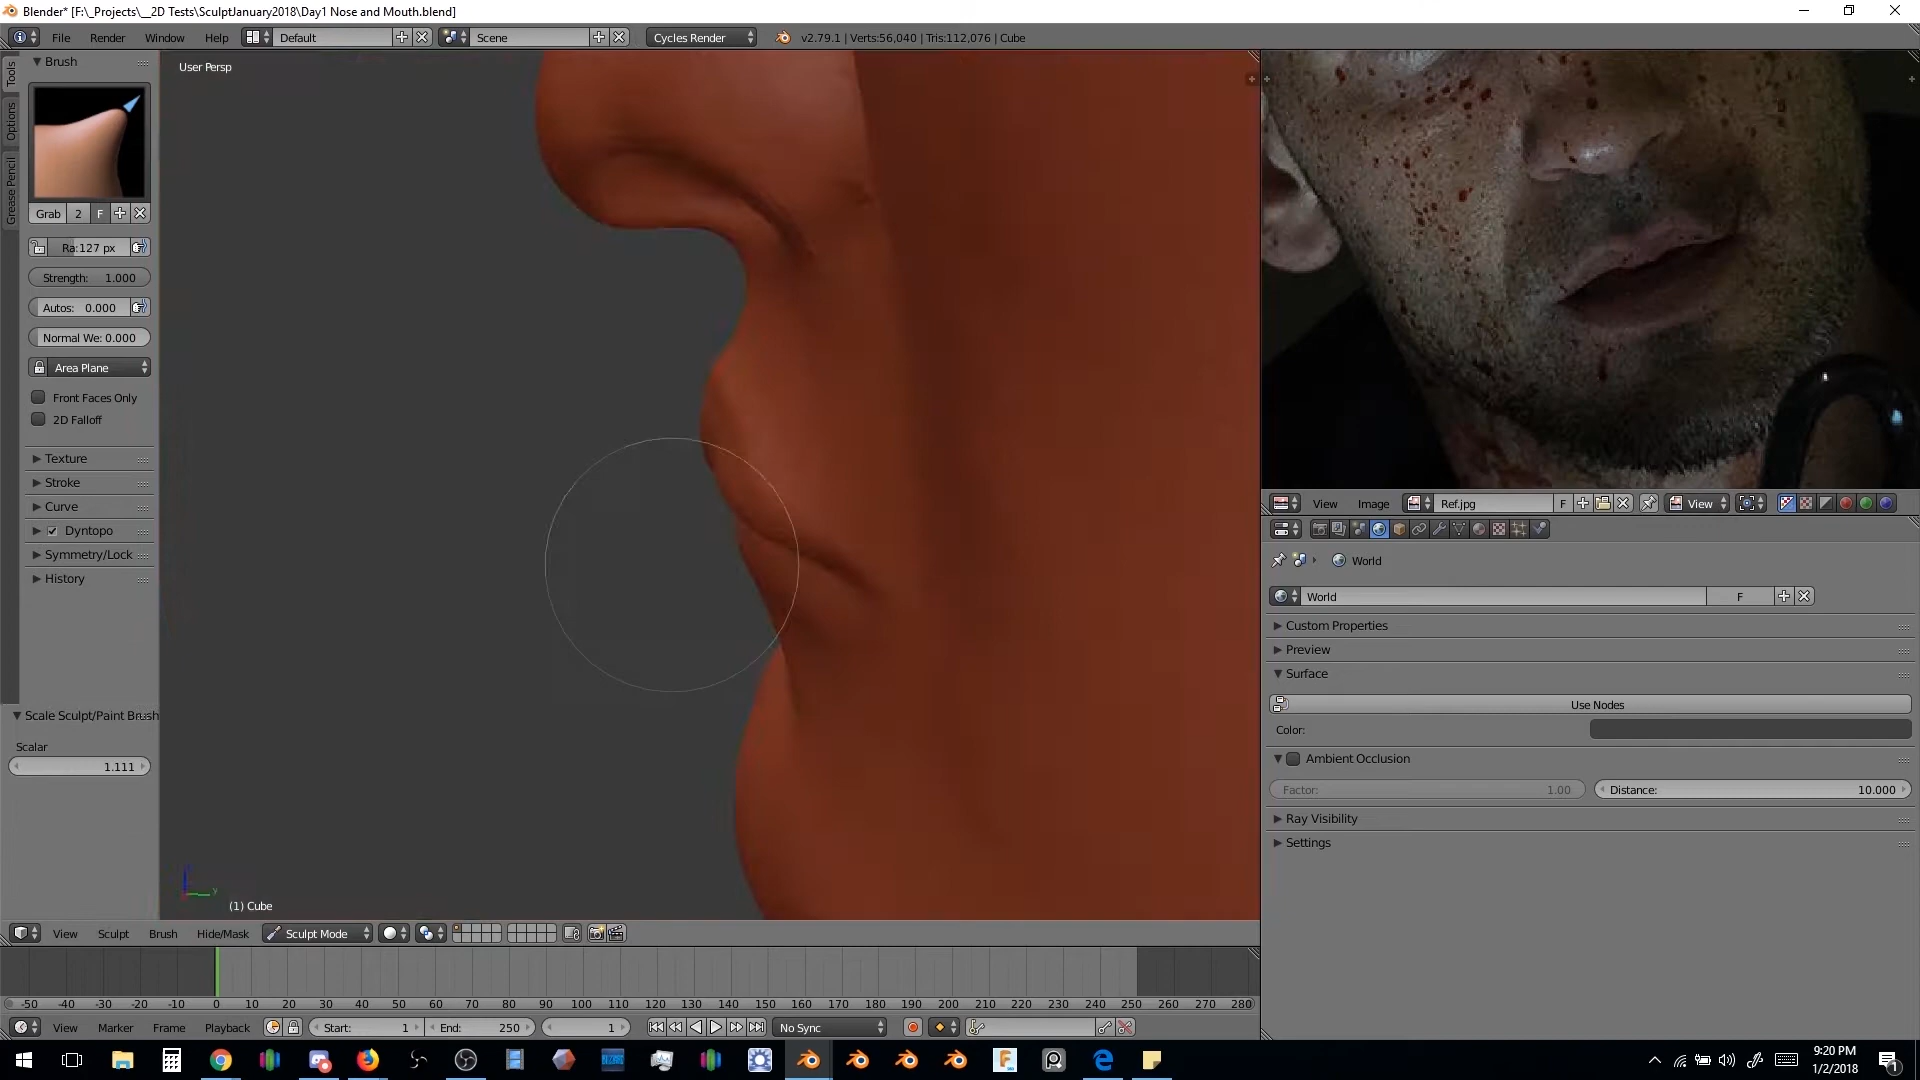 Blender* [F:\_Projects\__2D Tests\SculptJanuary2018\Day1 Nose and Mouth.blend]
File Render Window Help Default Scene Cycles Render v2.79.1 | Verts:56,040 | Tris:112,076 | Cube
Tools
Options
Grease Pencil
Brush
Grab 2 F
Ra:127 px
Strength: 1.000
Autos: 0.000
Normal We: 0.000
Area Plane
Front Faces Only
2D Falloff
Texture
Stroke
Curve
Dyntopo
Symmetry/Lock
History
Scale Sculpt/Paint Brush
Scalar
1.111
User Persp
y
(1) Cube
View Sculpt Brush Hide/Mask Sculpt Mode
-50 -40 -30 -20 -10 0 10 20 30 40 50 60 70 80 90 100 110 120 130 140 150 160 170 180 190 200 210 220 230 240 250 260 270 280
View Marker Frame Playback Start: 1 End: 250 1 No Sync
View Image Ref.jpg F View
World
World F
Custom Properties
Preview
Surface
Use Nodes
Color:
Ambient Occlusion
Factor: 1.00 Distance: 10.000
Ray Visibility
Settings
9:20 PM
1/2/2018
1